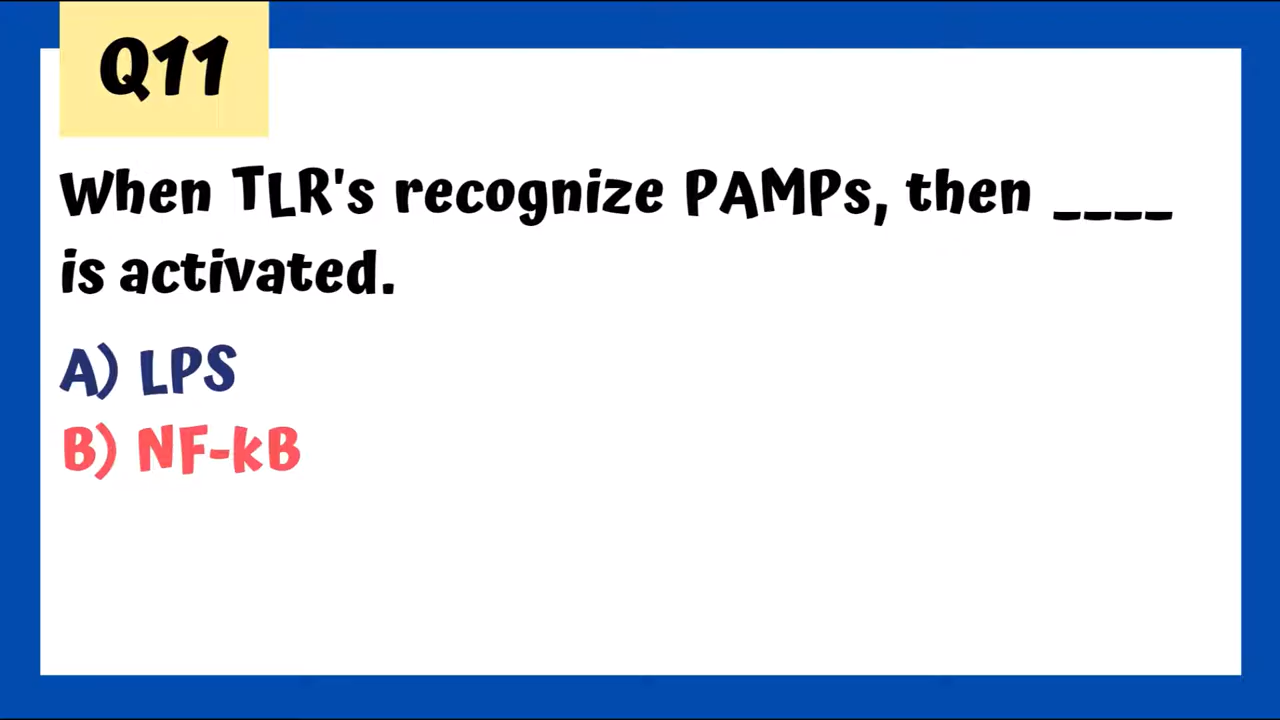 Q11
When TLR's recognize PAMPs, then ____
is activated.
A) LPS
B) NF-kB